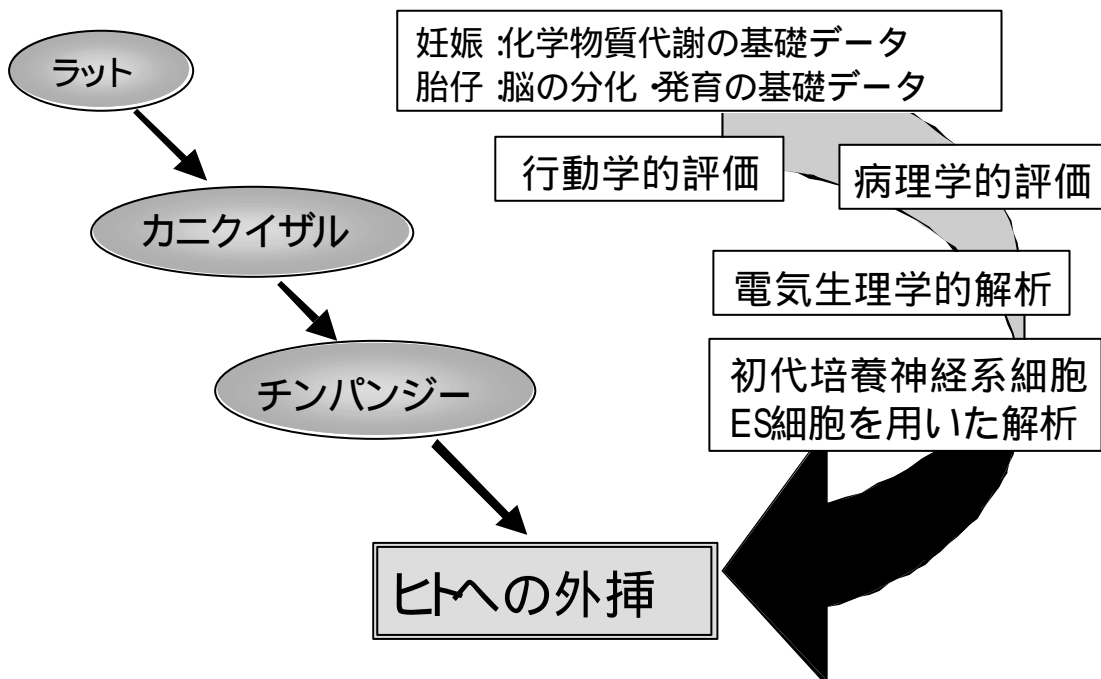 ラット
カニクイザル
チンパンジー
ヒトへの外挿
妊娠:化学物質代謝の基礎データ
胎仔:脳の分化・発育の基礎データ
行動学的評価
病理学的評価
電気生理学的解析
初代培養神経系細胞
ES細胞を用いた解析